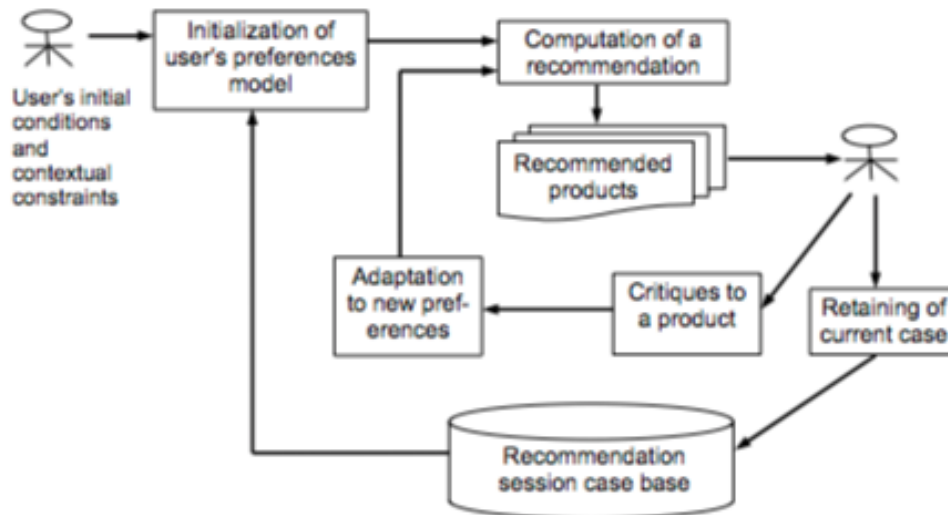 Initialization of
user's preferences
model
Computation of a
recommendation
User's initial
conditions
and
contextual
constraints
Recommended
products
Adaptation
to new pref-
erences
Critiques to
a product
Retaining of
current case
Recommendation
session case base